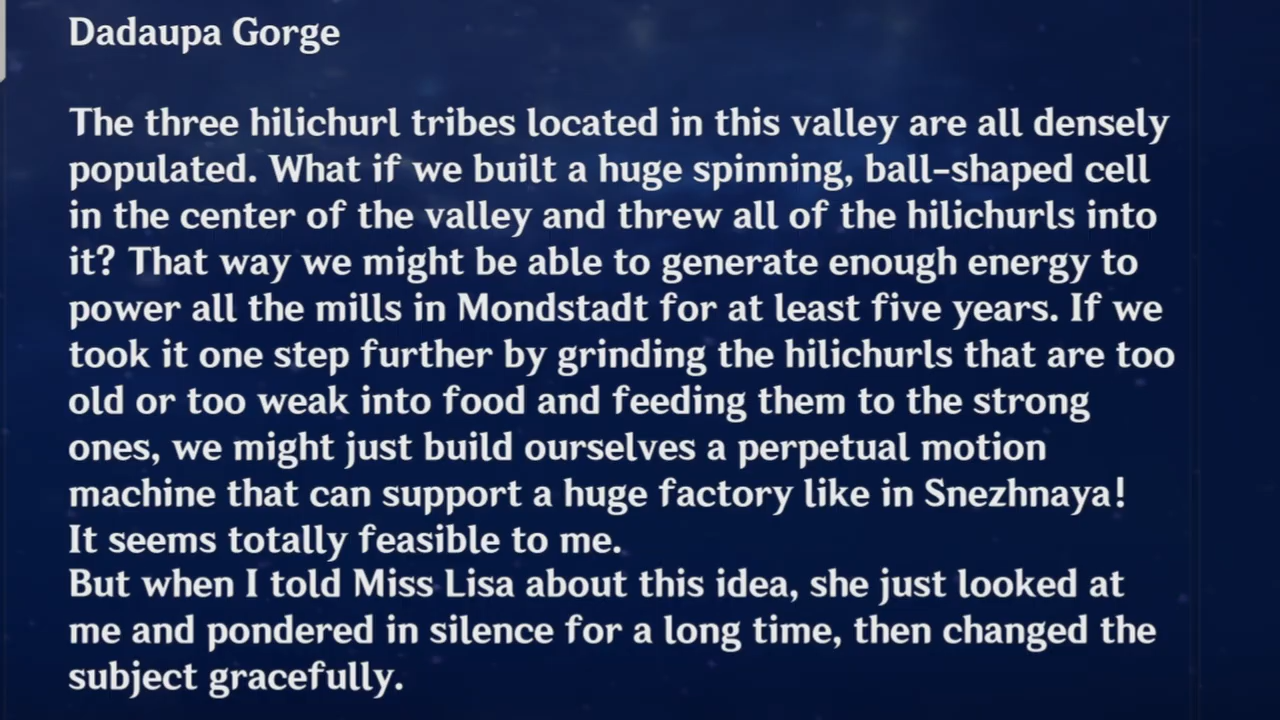 Dadaupa Gorge
The three hilichurl tribes located in this valley are all densely
populated. What if we built a huge spinning, ball-shaped cell
in the center of the valley and threw all of the hilichurls into
it? That way we might be able to generate enough energy to
power all the mills in Mondstadt for at least five years. If we
took it one step further by grinding the hilichurls that are too
old or too weak into food and feeding them to the strong
ones, we might just build ourselves a perpetual motion
machine that can support a huge factory like in Snezhnaya!
It seems totally feasible to me.
But when I told Miss Lisa about this idea, she just looked at
me and pondered in silence for a long time, then changed the
subject gracefully.